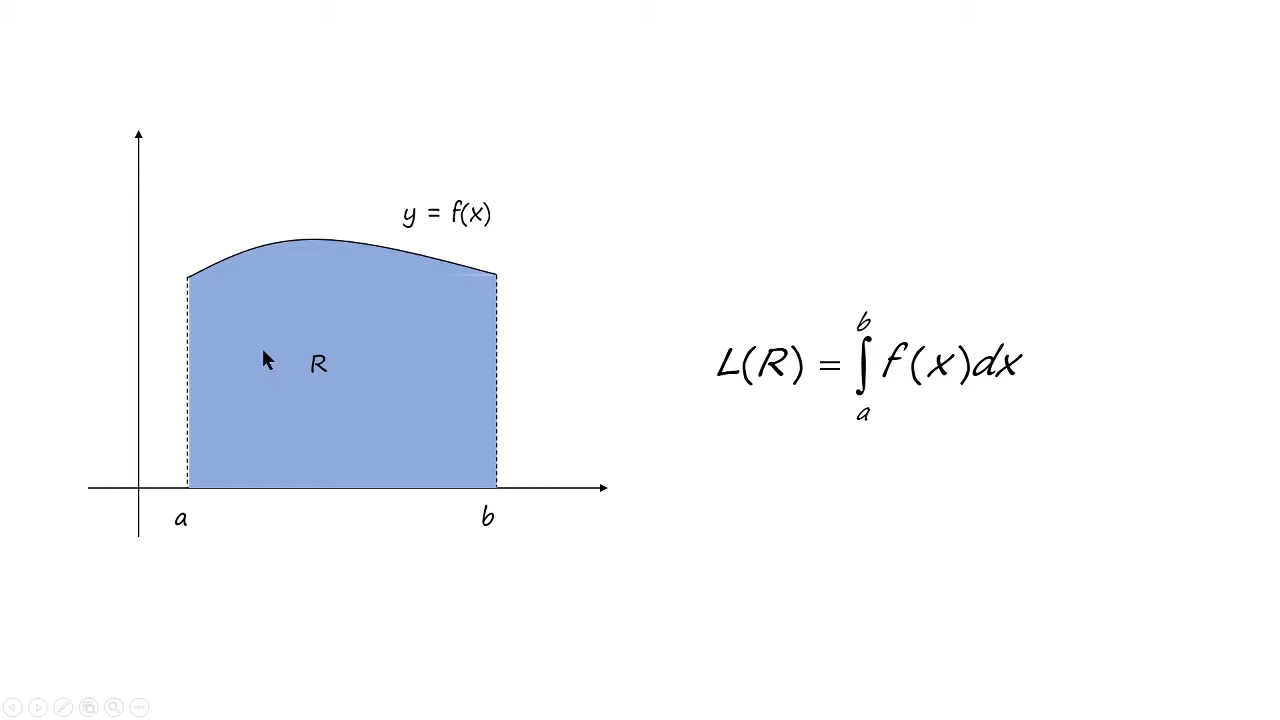 y = f(x)
R
a
b
L(R) = ∫_a^b f(x)dx